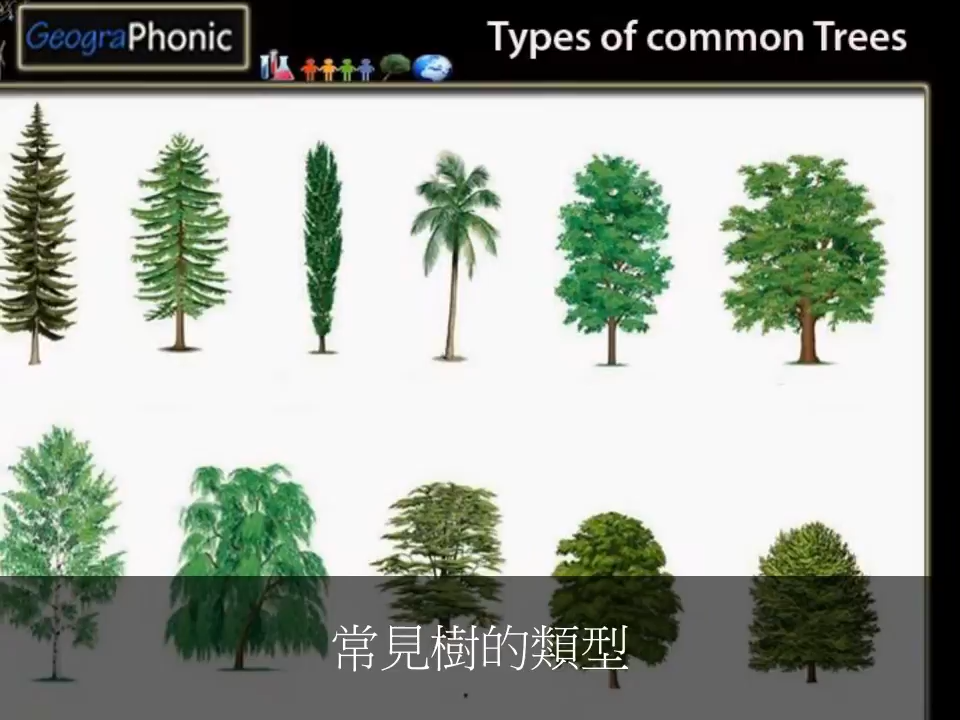 GeograPhonic
Types of common Trees
常見樹的類型